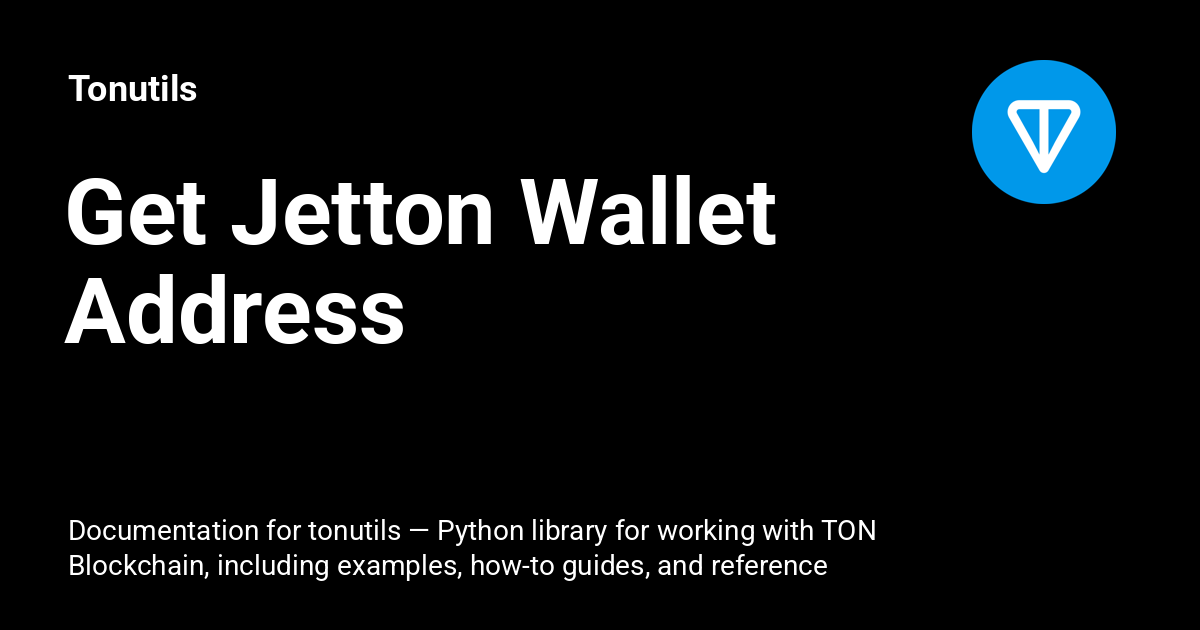 Tonutils
Get Jetton Wallet
Address
Documentation for tonutils — Python library for working with TON
Blockchain, including examples, how-to guides, and reference